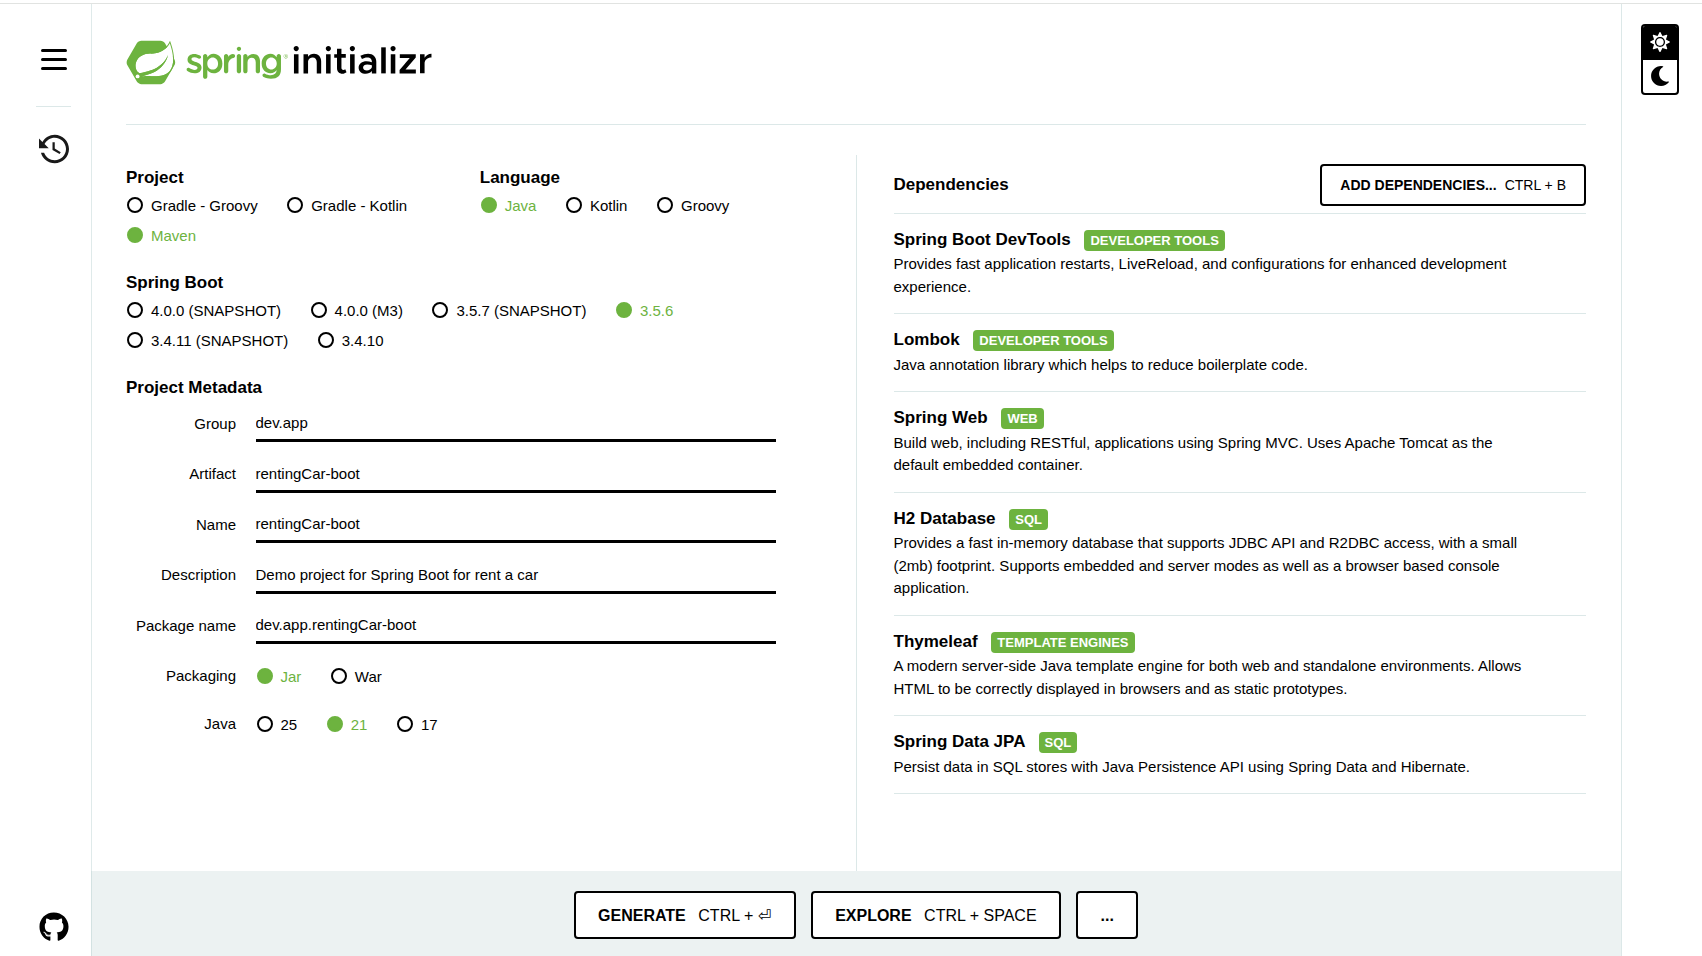 spring initializr
Project
Gradle - Groovy Gradle - Kotlin
Maven
Language
Java Kotlin Groovy
Spring Boot
4.0.0 (SNAPSHOT) 4.0.0 (M3) 3.5.7 (SNAPSHOT) 3.5.6
3.4.11 (SNAPSHOT) 3.4.10
Project Metadata
Group dev.app
Artifact rentingCar-boot
Name rentingCar-boot
Description Demo project for Spring Boot for rent a car
Package name dev.app.rentingCar-boot
Packaging Jar War
Java 25 21 17
Dependencies ADD DEPENDENCIES... CTRL + B
Spring Boot DevTools DEVELOPER TOOLS
Provides fast application restarts, LiveReload, and configurations for enhanced development
experience.
Lombok DEVELOPER TOOLS
Java annotation library which helps to reduce boilerplate code.
Spring Web WEB
Build web, including RESTful, applications using Spring MVC. Uses Apache Tomcat as the
default embedded container.
H2 Database SQL
Provides a fast in-memory database that supports JDBC API and R2DBC access, with a small
(2mb) footprint. Supports embedded and server modes as well as a browser based console
application.
Thymeleaf TEMPLATE ENGINES
A modern server-side Java template engine for both web and standalone environments. Allows
HTML to be correctly displayed in browsers and as static prototypes.
Spring Data JPA SQL
Persist data in SQL stores with Java Persistence API using Spring Data and Hibernate.
GENERATE CTRL + ⏎ EXPLORE CTRL + SPACE ...